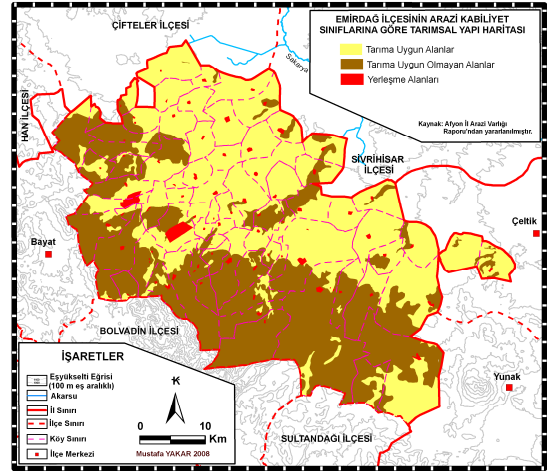 EMİRDAĞ İLÇESİNİN ARAZİ KABİLİYET
SINIFLARINA GÖRE TARIMSAL YAPI HARİTASI
Tarıma Uygun Alanlar
Tarıma Uygun Olmayan Alanlar
Yerleşme Alanları
Kaynak: Afyon İl Arazi Varlığı
Raporu'ndan yararlanılmıştır.
ÇİFTELER İLÇESİ
Sakarya
HAN İLÇESİ
SİVRİHİSAR
İLÇESİ
Çeltik
Bayat
BOLVADİN İLÇESİ
Yunak
SULTANDAĞI İLÇESİ
İŞARETLER
Eşyükselti Eğrisi
(100 m eş aralıklı)
Akarsu
İl Sınırı
İlçe Sınırı
Köy Sınırı
İlçe Merkezi
K
0 10
Km
Mustafa YAKAR 2008